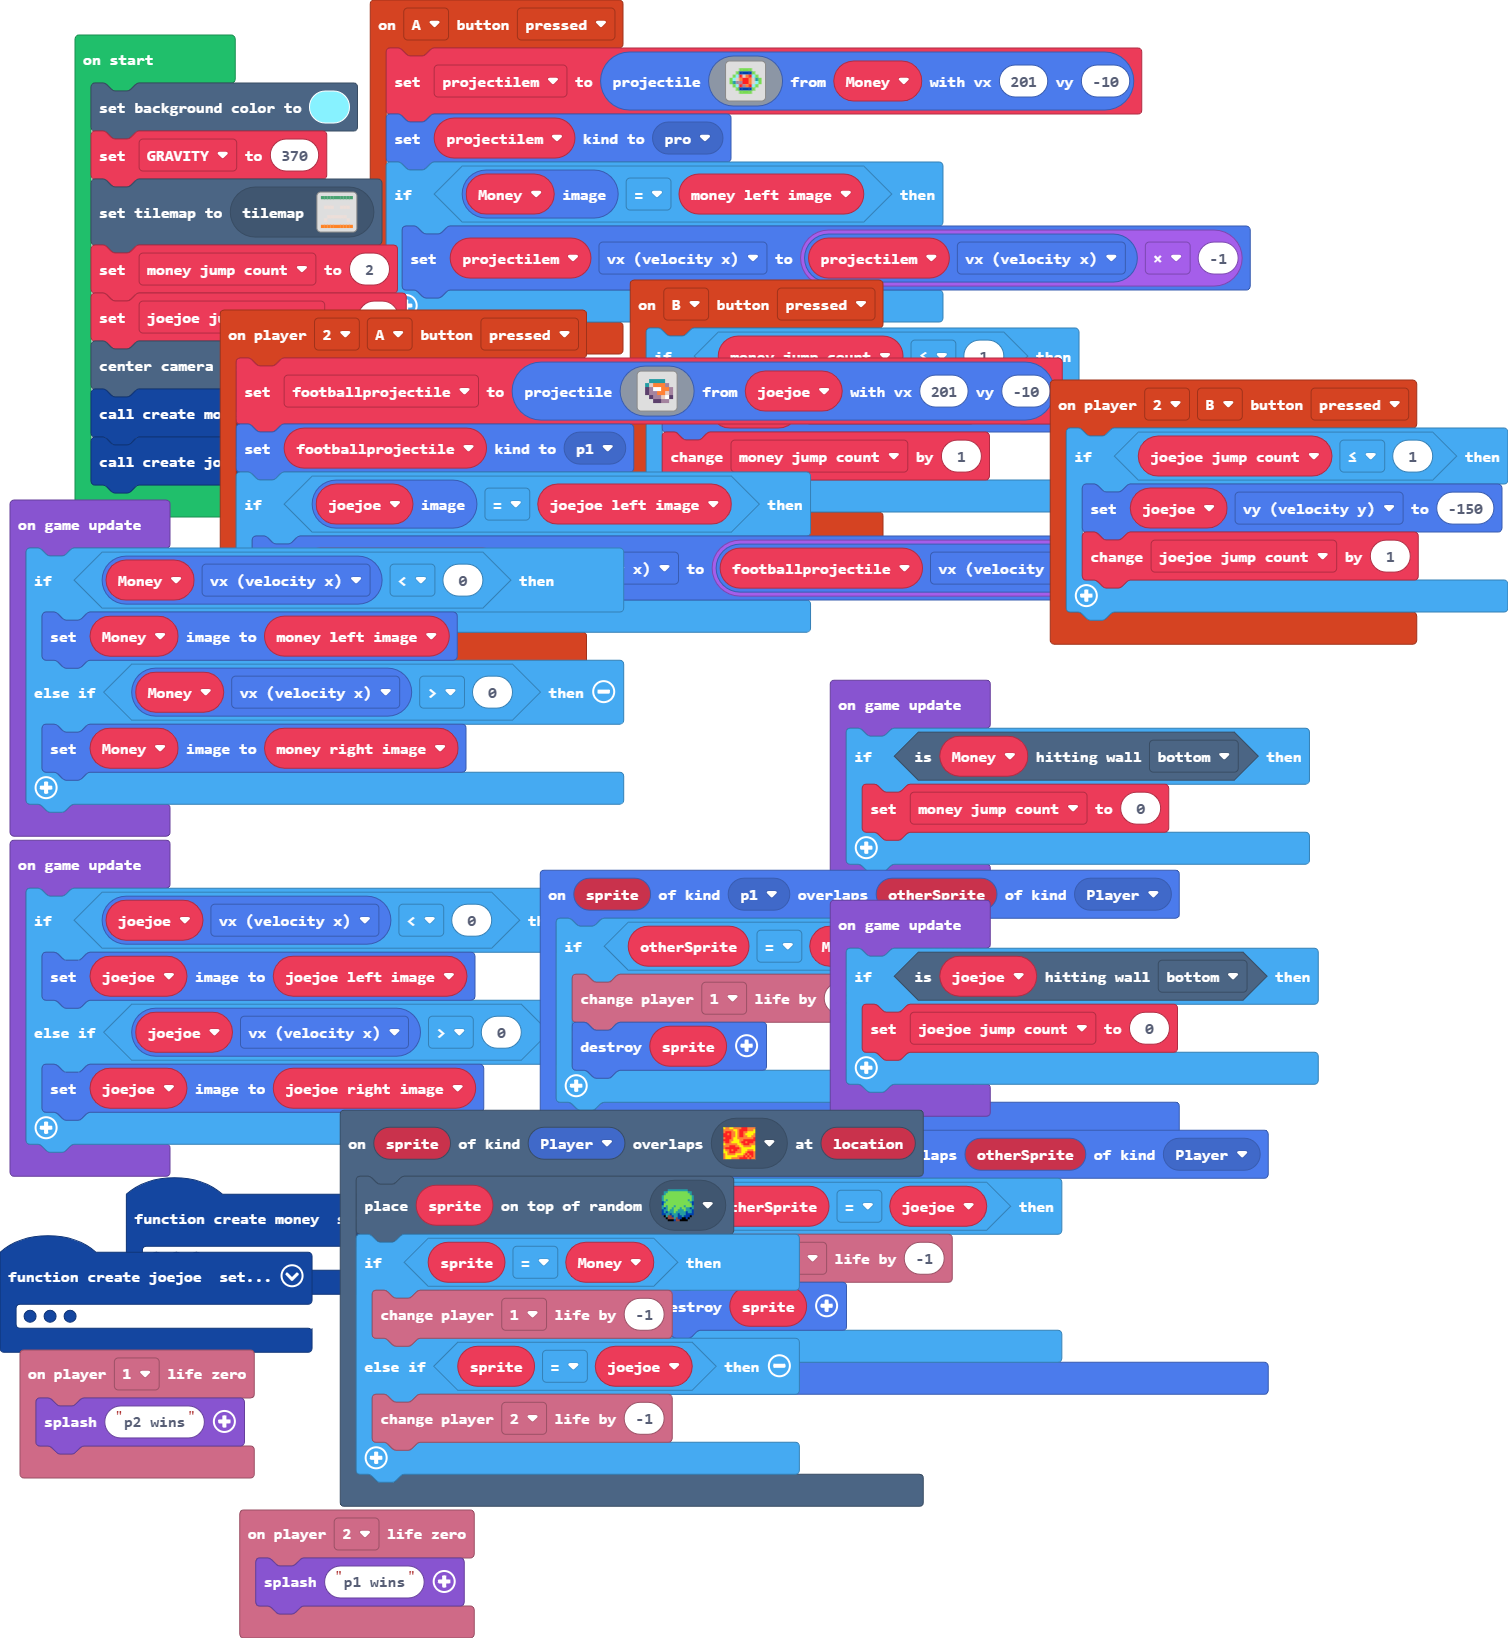 on A button pressed
set projectilem to projectile from Money with vx 201 vy -10
set projectilem kind to pro
if Money image = money left image then
set projectilem vx (velocity x) to projectilem vx (velocity x) × -1
on start
set background color to
set GRAVITY to 370
set tilemap to tilemap
set money jump count to 2
set joejoe
center camera
call create
call create
on B button pressed
if money jump count ≤ 1 then
change money jump count by 1
on player 2 A button pressed
set footballprojectile to projectile from joejoe with vx 201 vy -10
set footballprojectile kind to p1
if joejoe image = joejoe left image then
x) to footballprojectile vx (velocity
on player 2 B button pressed
if joejoe jump count ≤ 1 then
set joejoe vy (velocity y) to -150
change joejoe jump count by 1
on game update
if Money vx (velocity x) < 0 then
set Money image to money left image
else if Money vx (velocity x) > 0 then
set Money image to money right image
on game update
if is Money hitting wall bottom then
set money jump count to 0
on game update
if joejoe vx (velocity x) < 0
set joejoe image to joejoe left image
else if joejoe vx (velocity x) > 0
set joejoe image to joejoe right image
on sprite of kind p1 overlaps otherSprite of kind Player
if otherSprite =
change player 1 life by
destroy sprite
on game update
if is joejoe hitting wall bottom then
set joejoe jump count to 0
laps otherSprite of kind Player
therSprite = joejoe then
life by -1
estroy sprite
on sprite of kind Player overlaps at location
place sprite on top of random
if sprite = Money then
change player 1 life by -1
else if sprite = joejoe then
change player 2 life by -1
function create money
function create joejoe set...
on player 1 life zero
splash "p2 wins"
on player 2 life zero
splash "p1 wins"